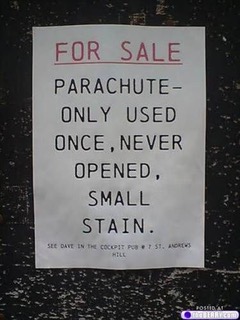 FOR SALE
PARACHUTE-
ONLY USED
ONCE, NEVER
OPENED,
SMALL
STAIN.
SEE DAVE IN THE COCKPIT PUB # 7 ST. ANDREWS
HILL
POSTED AT